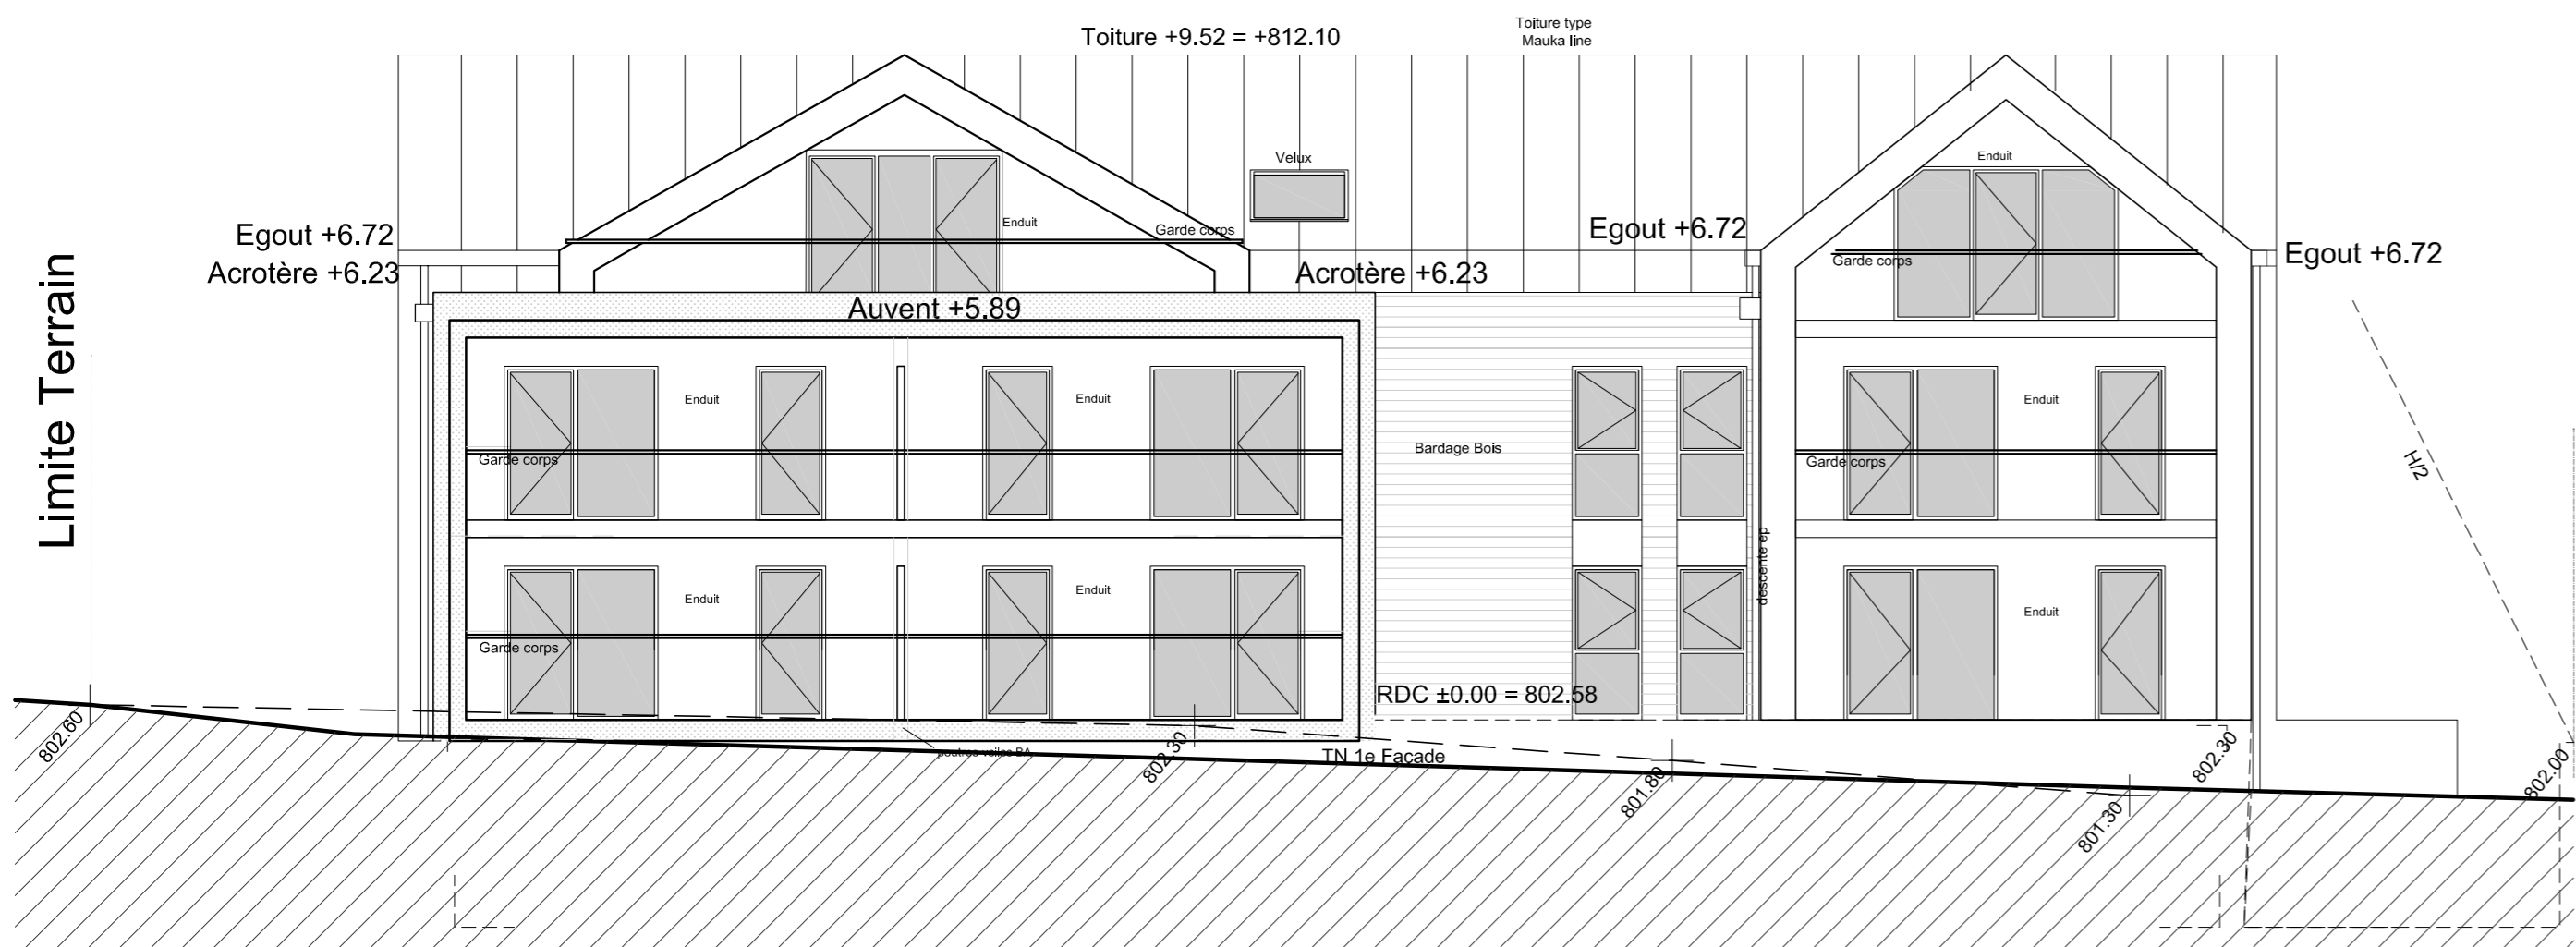 Toiture type
Mauka line
Toiture +9.52 = +812.10
Velux
Enduit
Enduit
Garde corps
Egout +6.72
Egout +6.72
Egout +6.72
Garde corps
Acrotère +6.23
Acrotère +6.23
Limite Terrain
Auvent +5.89
Enduit
Enduit
Enduit
Bardage Bois
Garde corps
Garde corps
H/2
descente ep
Enduit
Enduit
Enduit
Garde corps
RDC ±0.00 = 802.58
802.60
poutres voiles BA
802.30
TN 1e Facade
801.80
801.30
802.30
802.00